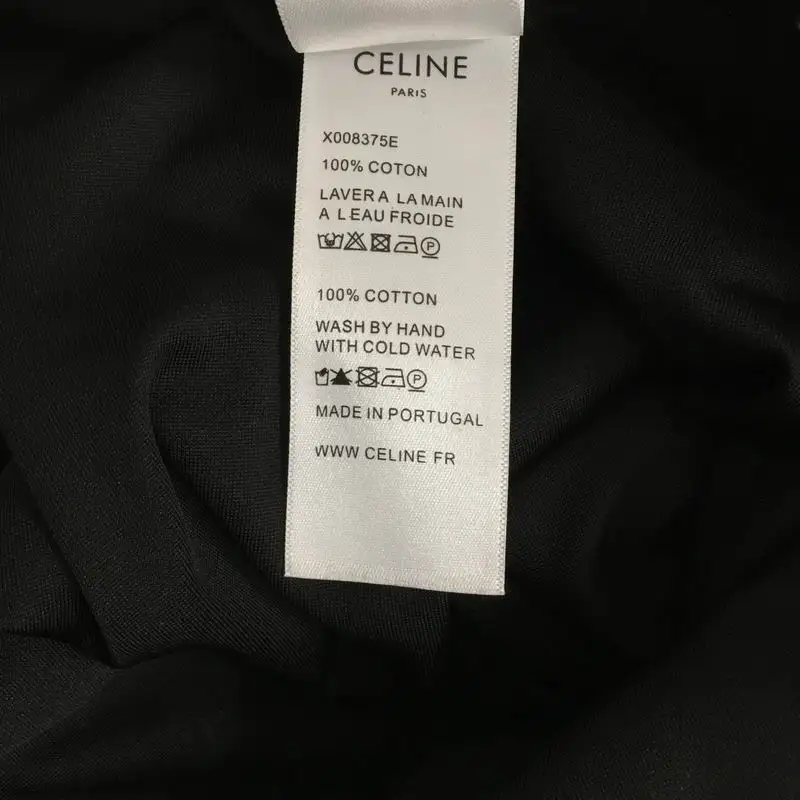 CELINE
PARIS
X008375E
100% COTON
LAVER A LA MAIN
A L EAU FROIDE
P
100% COTTON
WASH BY HAND
WITH COLD WATER
P
MADE IN PORTUGAL
WWW CELINE FR